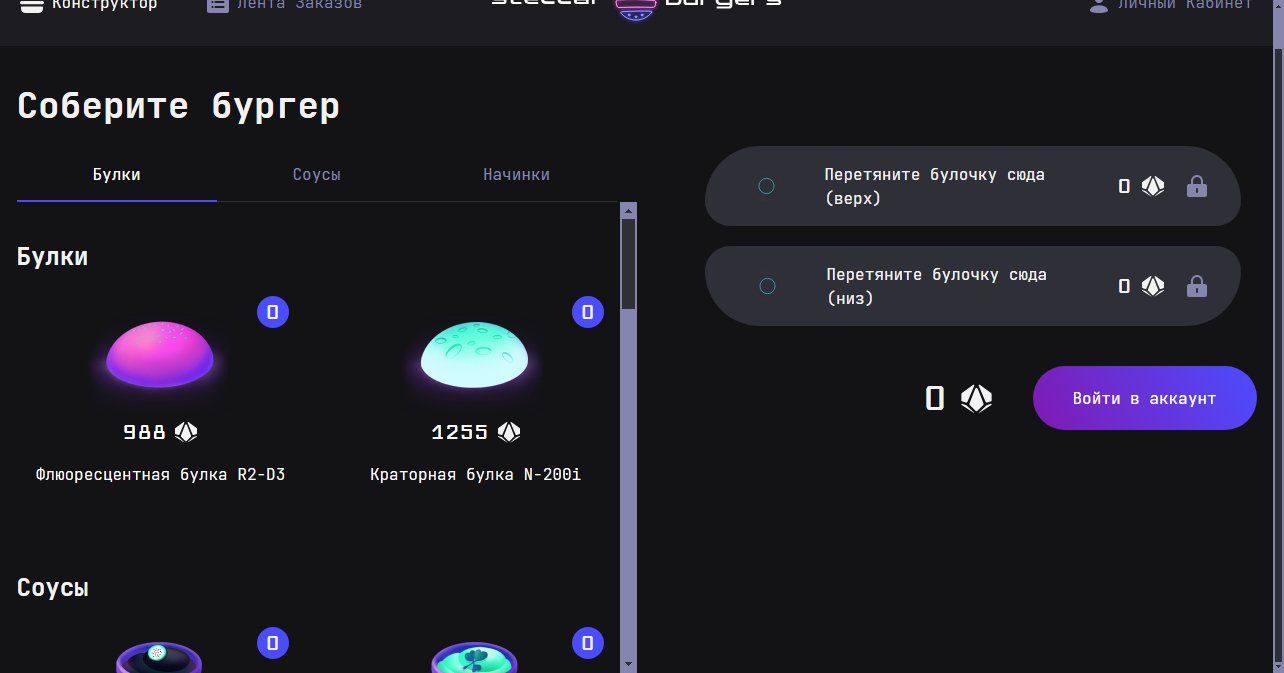 Конструктор
Лента Заказов
Stellar Burgers
Личный Кабинет
Соберите бургер
Булки
Соусы
Начинки
Булки
0
0
988
1255
Флюоресцентная булка R2-D3
Краторная булка N-200i
Соусы
0
0
Перетяните булочку сюда
(верх)
0
Перетяните булочку сюда
(низ)
0
0
Войти в аккаунт